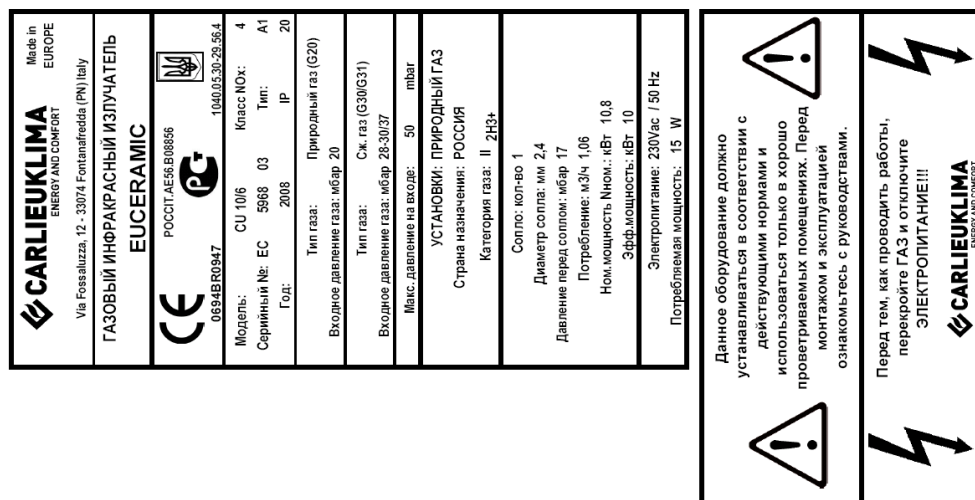 CARLIEUKLIMA
ENERGY AND COMFORT
Made in
EUROPE
Via Fossaluzza, 12 - 33074 Fontanafredda (PN) Italy
ГАЗОВЫЙ ИНФРАКРАСНЫЙ ИЗЛУЧАТЕЛЬ
EUCERAMIC
CE
0694BR0947
РОССIT.АЕ56.В08856
РСт
1040.05.30-29.56.4
Модель: CU 10/6 Класс NOx: 4
Серийный №: EC 5968 03 Тип: A1
Год: 2008 IP 20
Тип газа: Природный газ (G20)
Входное давление газа: мбар 20
Тип газа: Сж. газ (G30/G31)
Входное давление газа: мбар 28-30/37
Макс. давление на входе: 50 mbar
УСТАНОВКИ: ПРИРОДНЫЙ ГАЗ
Страна назначения: РОССИЯ
Категория газа: II 2H3+
Сопло: кол-во 1
Диаметр сопла: мм 2,4
Давление перед соплом: мбар 17
Потребление: м3/ч 1,06
Ном.мощность Nном.: кВт 10,8
Эфф.мощность: кВт 10
Электропитание: 230Vac / 50 Hz
Потребляемая мощность: 15 W
Данное оборудование должно
устанавливаться в соответствии с
действующими нормами и
использоваться только в хорошо
проветриваемых помещениях. Перед
монтажом и эксплуатацией
ознакомьтесь с руководствами.
Перед тем, как проводить работы,
перекройте ГАЗ и отключите
ЭЛЕКТРОПИТАНИЕ!!!
CARLIEUKLIMA
ENERGY AND COMFORT